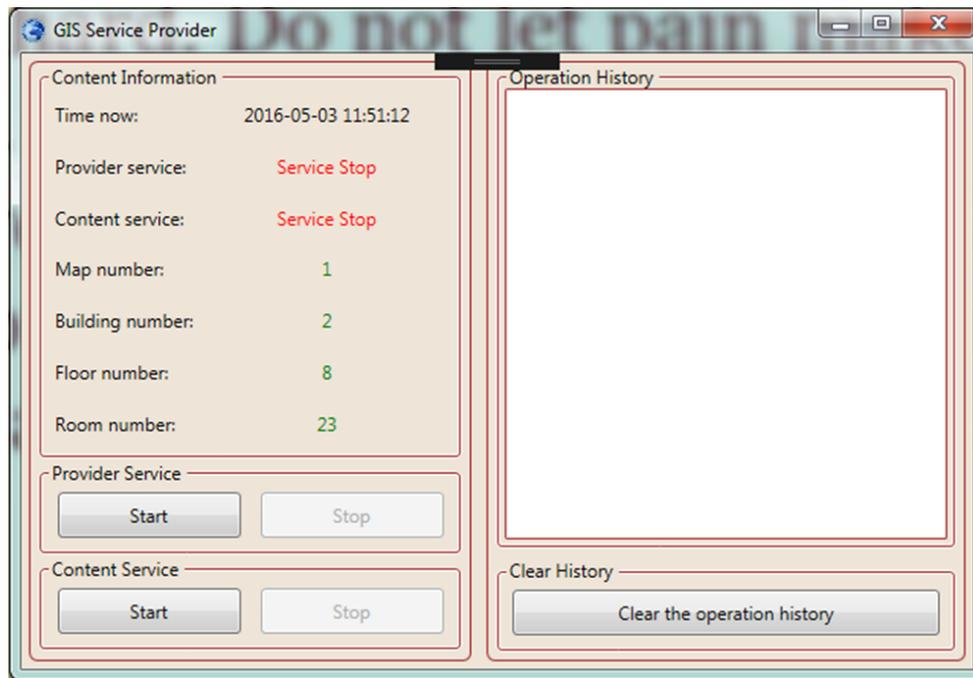 GIS Service Provider
Do not let pain
Content Information
Time now: 2016-05-03 11:51:12
Provider service: Service Stop
Content service: Service Stop
Map number: 1
Building number: 2
Floor number: 8
Room number: 23
Provider Service
Start Stop
Content Service
Start Stop
Operation History
Clear History
Clear the operation history